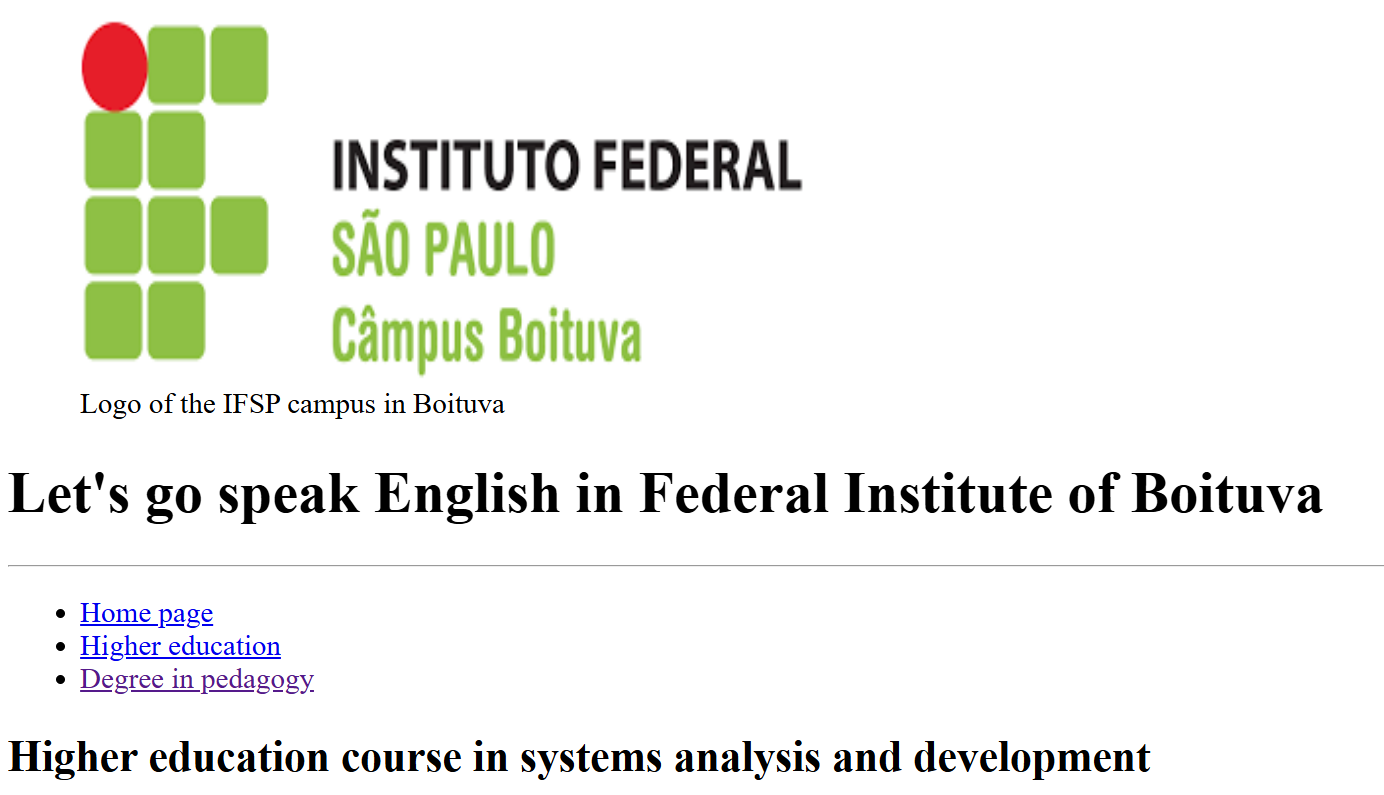 INSTITUTO FEDERAL
SÃO PAULO
Câmpus Boituva
Logo of the IFSP campus in Boituva
Let's go speak English in Federal Institute of Boituva
Home page
Higher education
Degree in pedagogy
Higher education course in systems analysis and development